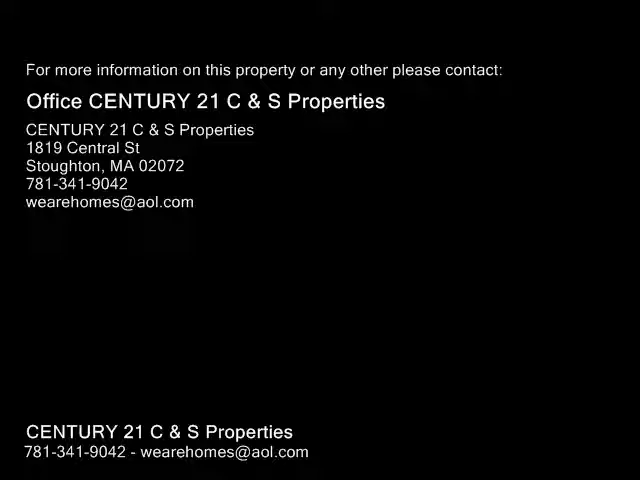 For more information on this property or any other please contact:
Office CENTURY 21 C & S Properties
CENTURY 21 C & S Properties
1819 Central St
Stoughton, MA 02072
781-341-9042
wearehomes@aol.com
CENTURY 21 C & S Properties
781-341-9042 - wearehomes@aol.com